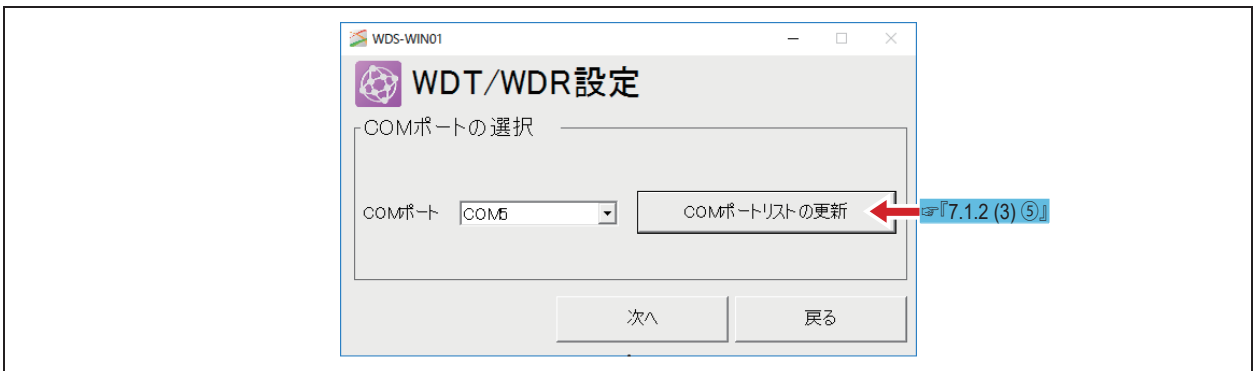 WDS-WIN01
WDT/WDR設定
COMポートの選択
COMポート COM5 COMポートリストの更新 ☞『7.1.2 (3) ⑤』
次へ 戻る